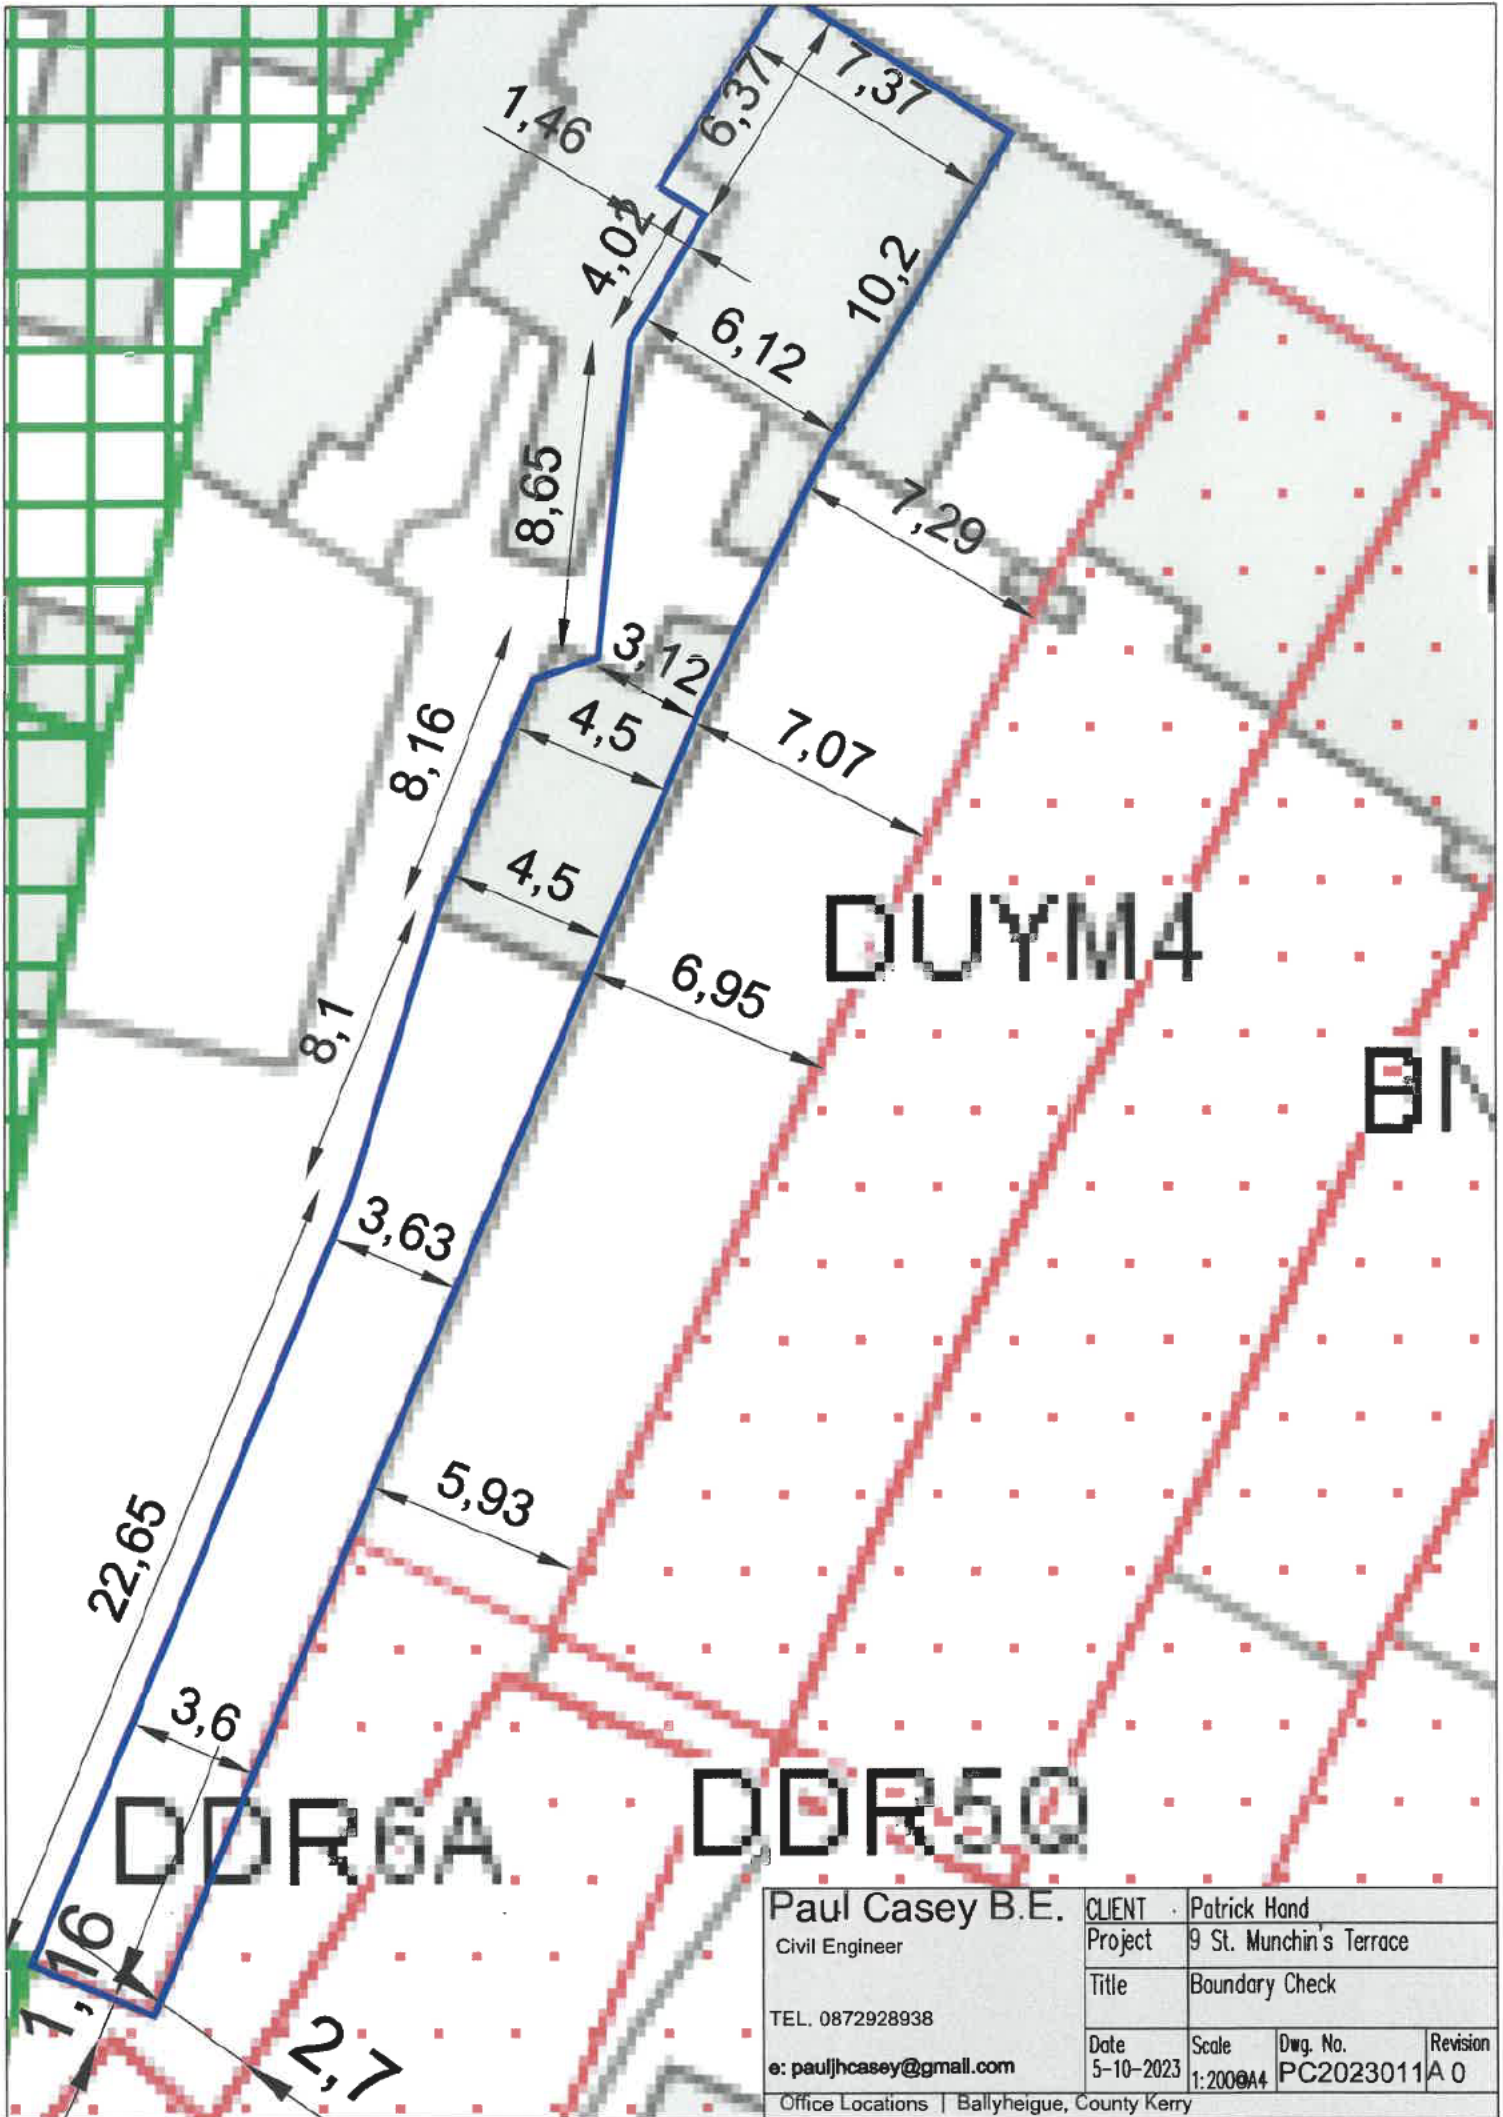 7,37
6,37
1,46
4,02
10,2
6,12
8,65
7,29
3,12
4,5
7,07
8,16
4,5
DUYM4
6,95
8,1
3,63
5,93
22,65
3,6
DDR6A
DDR5Q
1,16
2,7
Paul Casey B.E.
Civil Engineer
TEL. 0872928938
e: pauljhcasey@gmail.com
CLIENT Patrick Hand
Project 9 St. Munchin's Terrace
Title Boundary Check
Date 5-10-2023
Scale
Dwg. No. PC2023011
Revision A 0
Office Locations | Ballyheigue, County Kerry